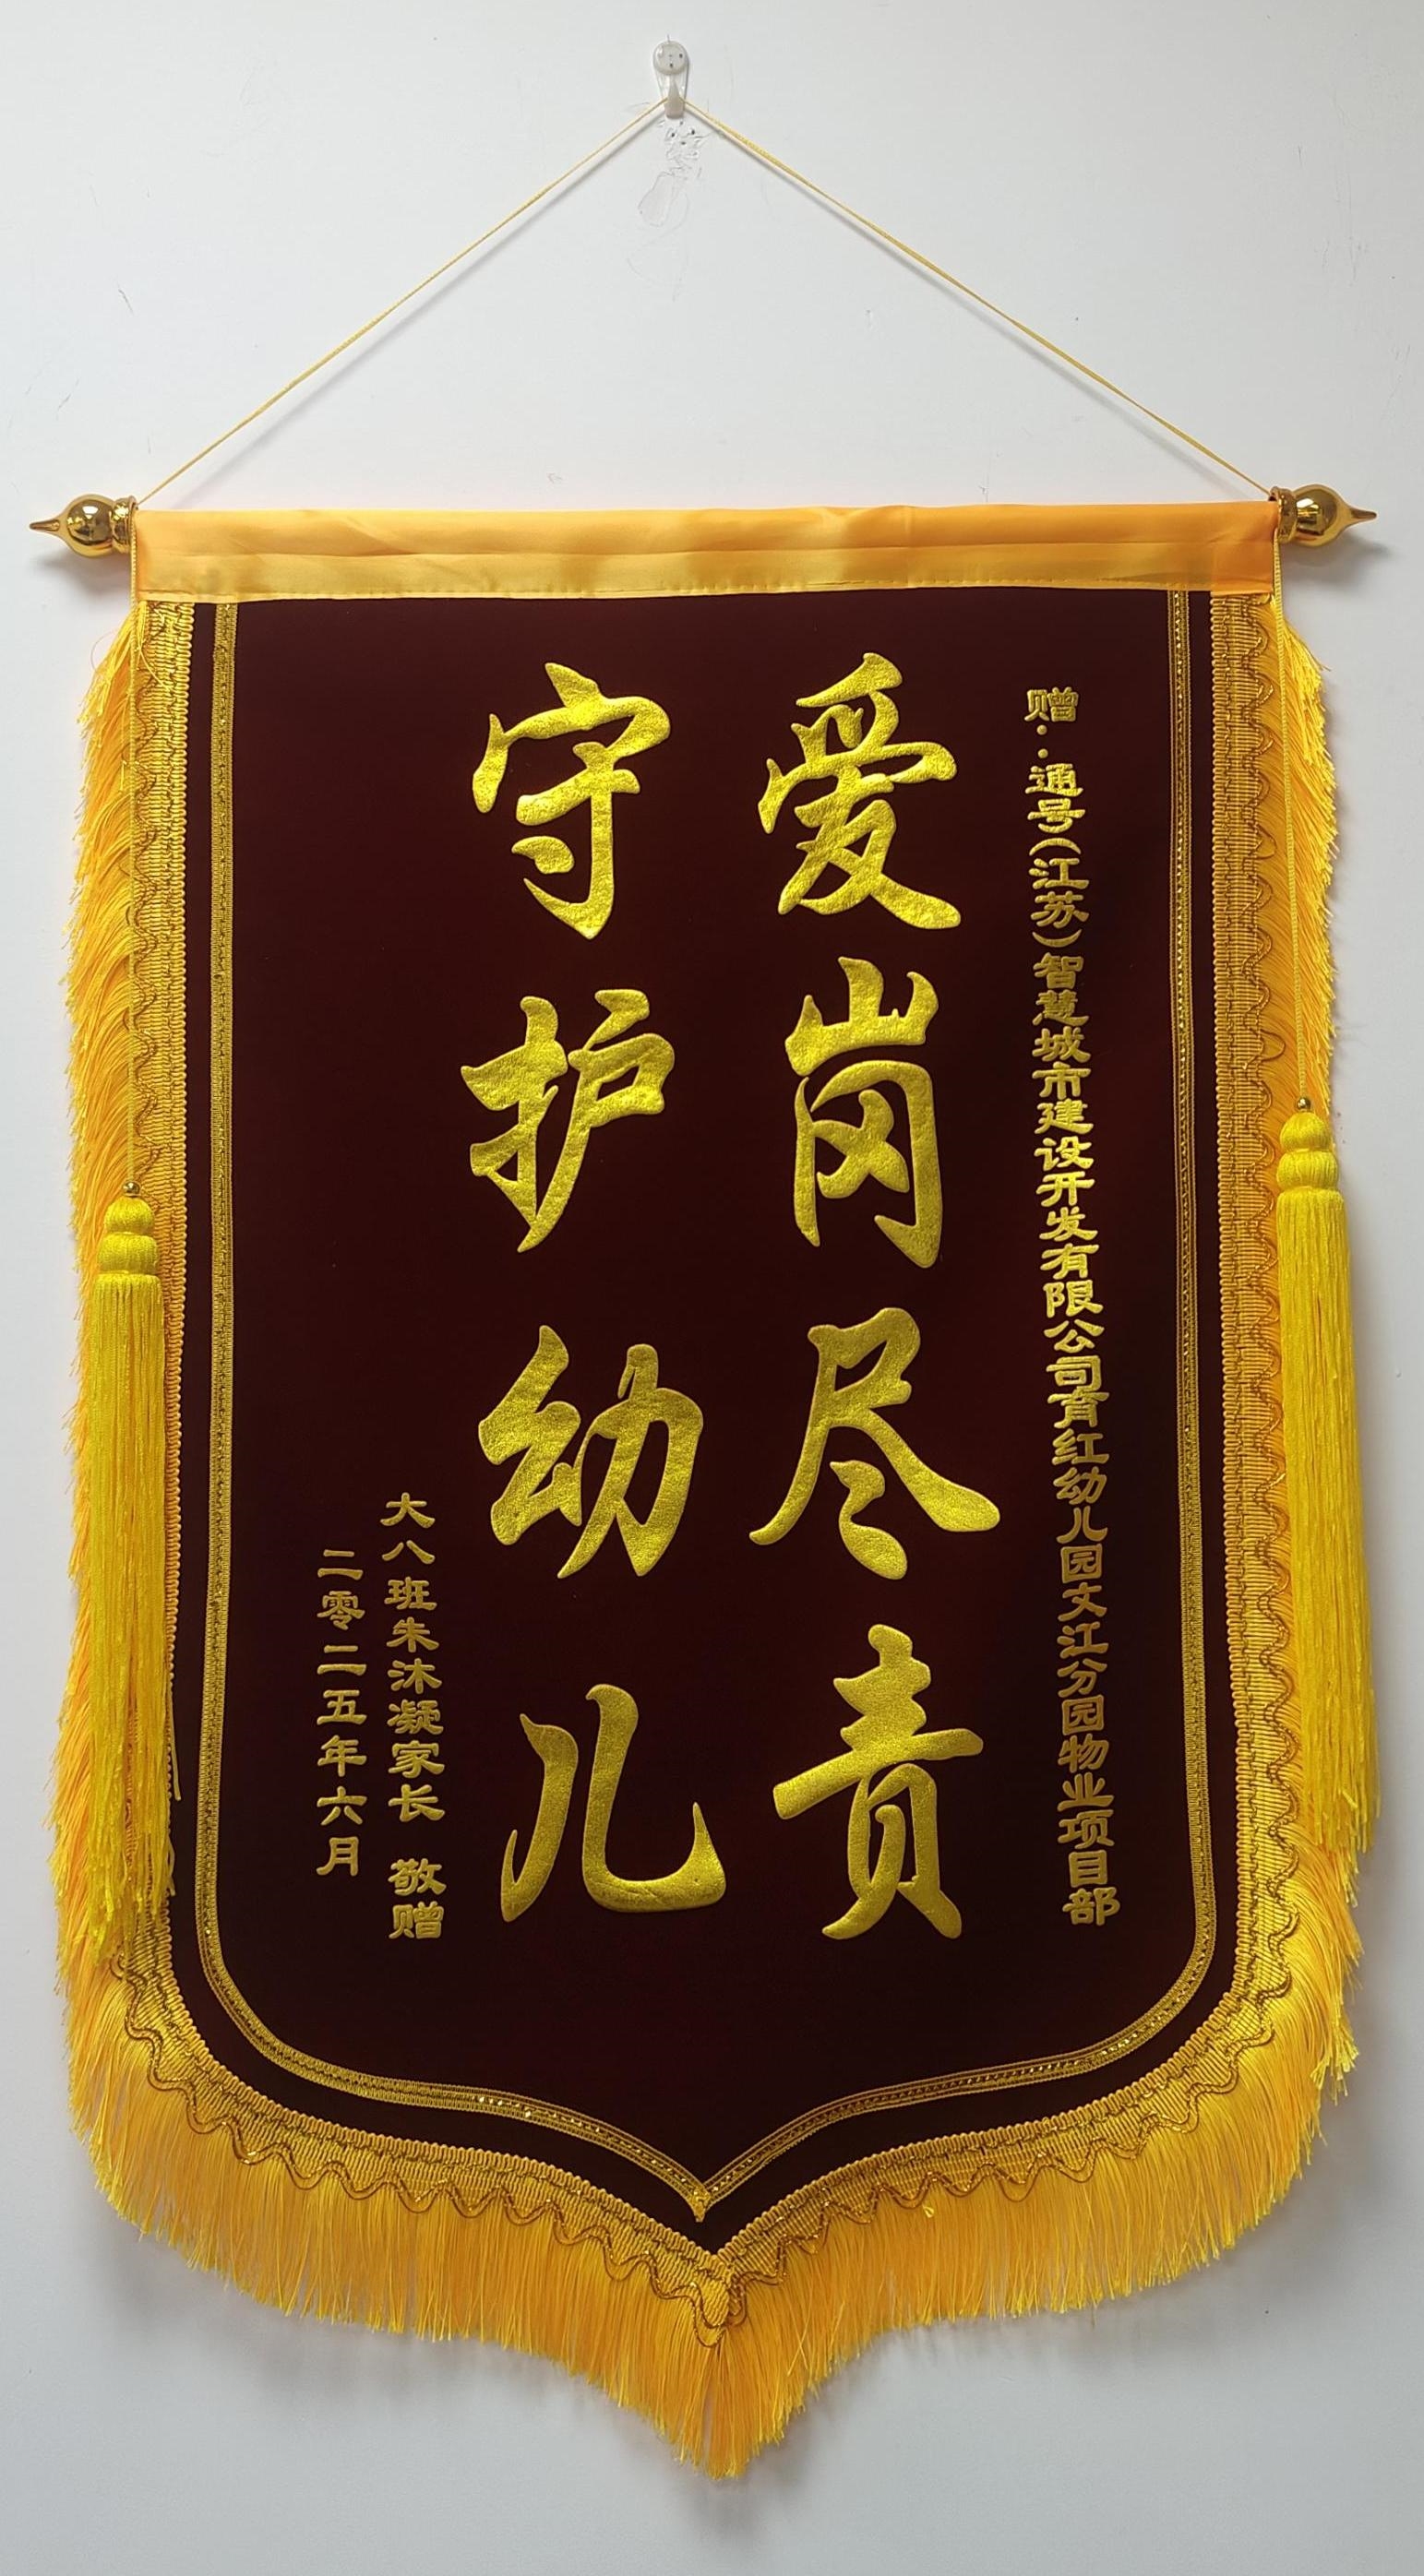 赠：通号(江苏)智慧城市建设开发有限公司育红幼儿园文江分园物业项目部
爱岗尽责
守护幼儿
大八班朱沐凝家长 敬赠
二零二五年六月